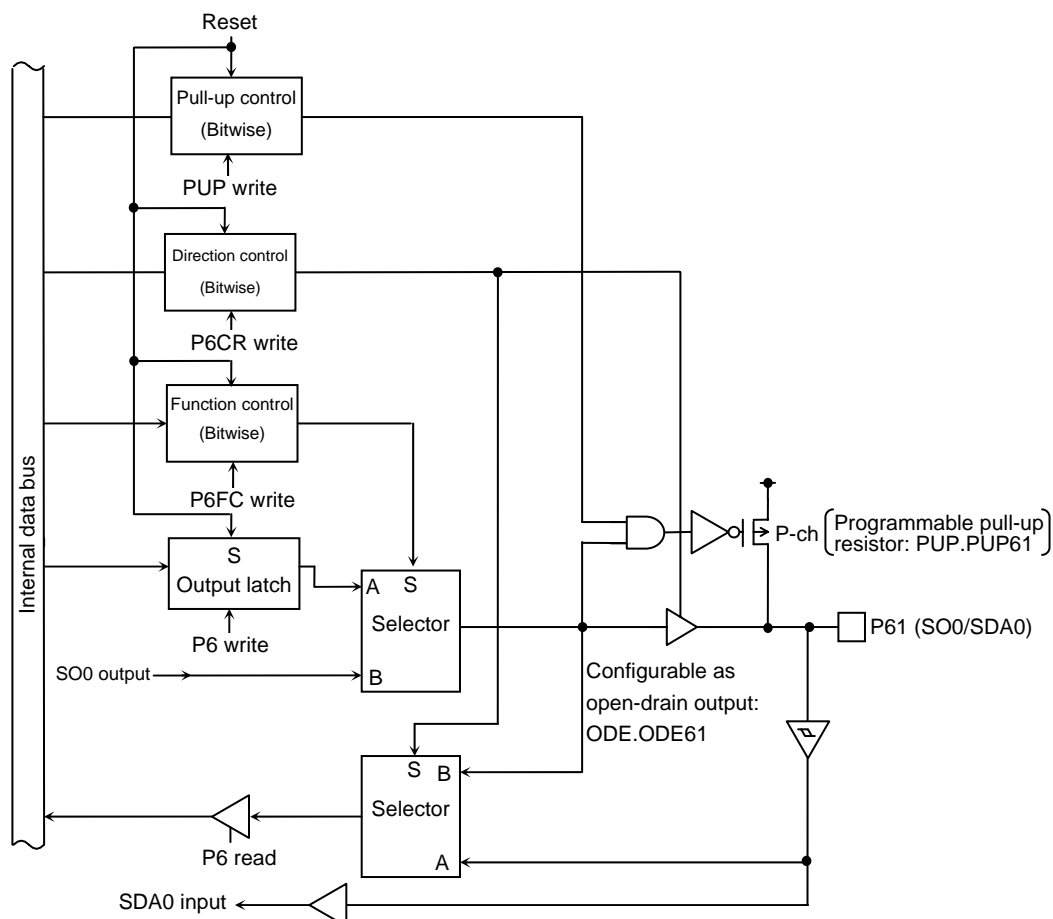 Reset
Pull-up control
(Bitwise)
PUP write
Direction control
(Bitwise)
P6CR write
Function control
(Bitwise)
P6FC write
Internal data bus
S
Output latch
P6 write
SO0 output
A
S
Selector
B
P-ch
Programmable pull-up
resistor: PUP.PUP61
P61 (SO0/SDA0)
Configurable as
open-drain output:
ODE.ODE61
S
B
Selector
A
P6 read
SDA0 input